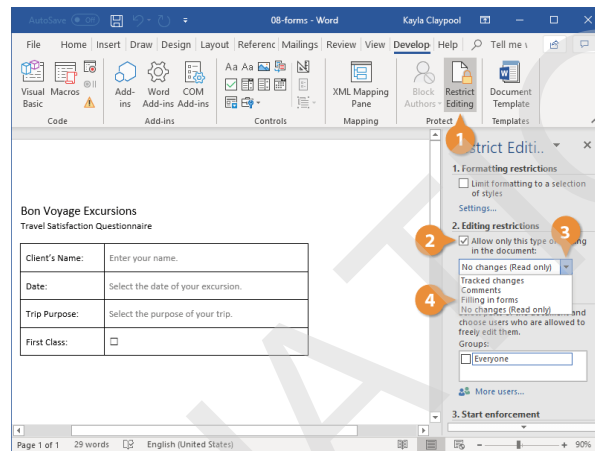 AutoSave Off 08-forms - Word Kayla Claypool
File Home Insert Draw Design Layout Referenc Mailings Review View Develop Help Tell me
Visual Basic
Macros
Add-ins
Word Add-ins
COM Add-ins
Aa Aa
XML Mapping Pane
Block Authors
Restrict Editing
Document Template
Code Add-ins Controls Mapping Protect Templates
1
strict Editi..
1. Formatting restrictions
Limit formatting to a selection
of styles
Settings...
Bon Voyage Excursions
Travel Satisfaction Questionnaire
Client's Name: Enter your name.
Date: Select the date of your excursion.
Trip Purpose: Select the purpose of your trip.
First Class:
2. Editing restrictions
2
3
Allow only this type
in the document:
No changes (Read only)
Tracked changes
Comments
Filling in forms
No changes (Read only)
4
choose users who are allowed to
freely edit them.
Groups:
Everyone
More users...
3. Start enforcement
Page 1 of 1 29 words English (United States) 90%